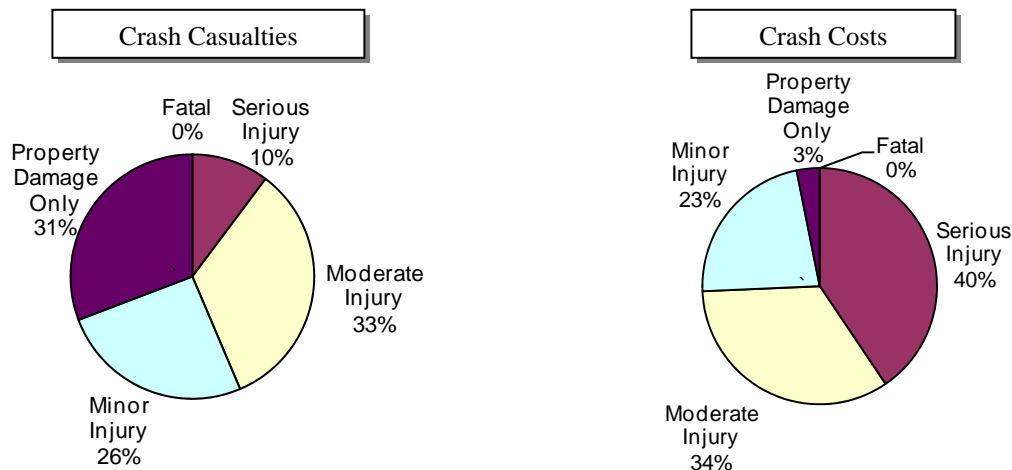 Crash Casualties
Fatal
0%
Serious
Injury
10%
Property
Damage
Only
31%
Moderate
Injury
33%
Minor
Injury
26%
Crash Costs
Property
Damage
Only
3%
Fatal
0%
Minor
Injury
23%
Serious
Injury
40%
Moderate
Injury
34%